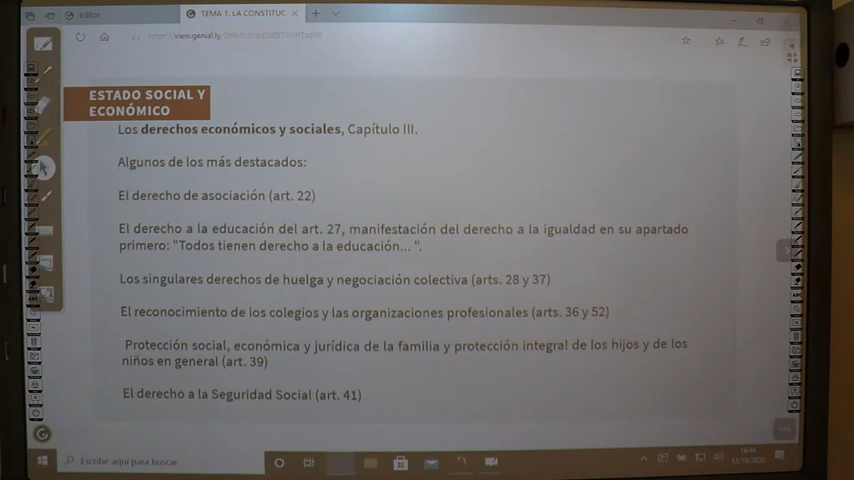 Editor
TEMA 1. LA CONSTITUC
view.genial.ly
ESTADO SOCIAL Y
ECONÓMICO
Los derechos económicos y sociales, Capítulo III.
Algunos de los más destacados:
El derecho de asociación (art. 22)
El derecho a la educación del art. 27, manifestación del derecho a la igualdad en su apartado
primero: "Todos tienen derecho a la educación... ".
Los singulares derechos de huelga y negociación colectiva (arts. 28 y 37)
El reconocimiento de los colegios y las organizaciones profesionales (arts. 36 y 52)
Protección social, económica y jurídica de la familia y protección integral de los hijos y de los
niños en general (art. 39)
El derecho a la Seguridad Social (art. 41)
Escribe aquí para buscar